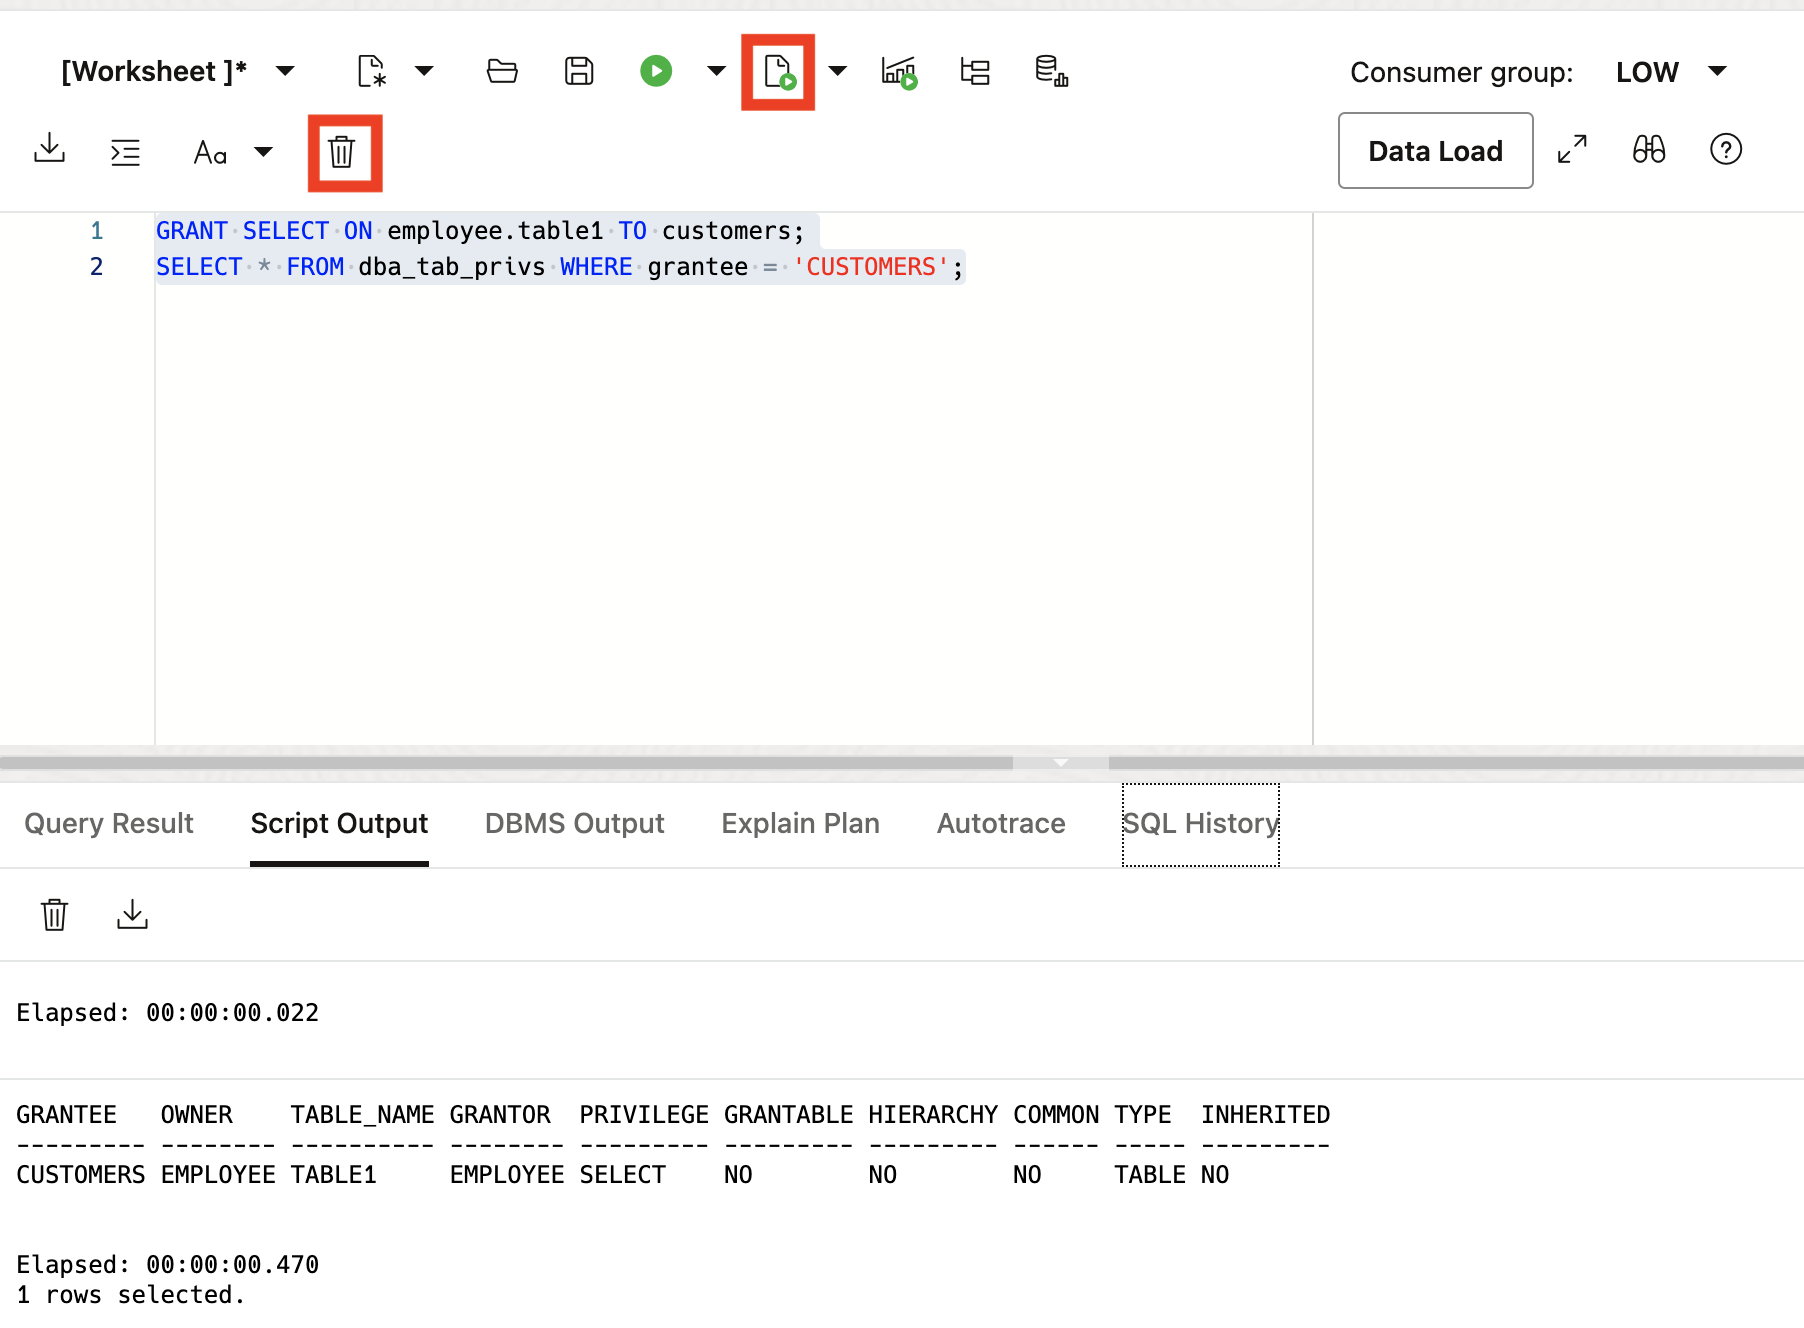 [Worksheet ]*
Consumer group: LOW
Aa
Data Load
?
1 GRANT SELECT ON employee.table1 TO customers;
2 SELECT * FROM dba_tab_privs WHERE grantee = 'CUSTOMERS';
Query Result Script Output DBMS Output Explain Plan Autotrace SQL History
Elapsed: 00:00:00.022
GRANTEE   OWNER    TABLE_NAME GRANTOR  PRIVILEGE GRANTABLE HIERARCHY COMMON TYPE  INHERITED
--------- -------- ---------- -------- --------- --------- --------- ------ ----- ---------
CUSTOMERS EMPLOYEE TABLE1     EMPLOYEE SELECT    NO        NO        NO     TABLE NO
Elapsed: 00:00:00.470
1 rows selected.